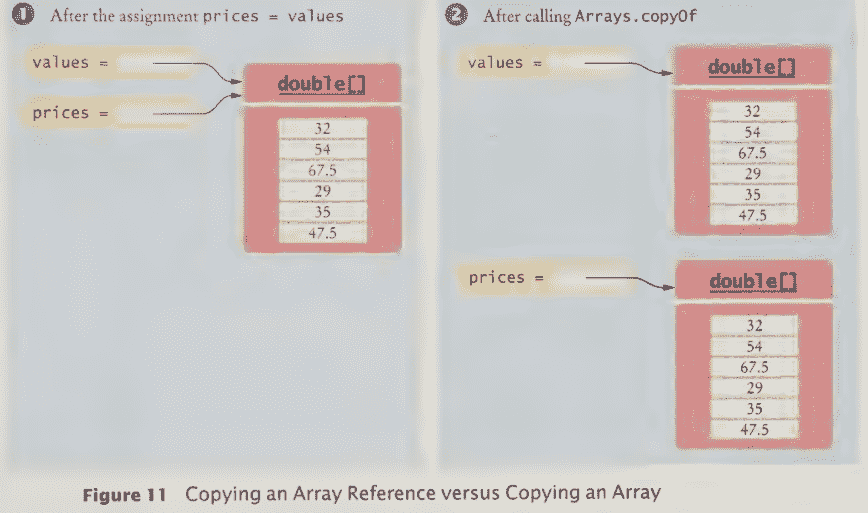 1 After the assignment prices = values
values =
prices =
double[]
32
54
67.5
29
35
47.5
2 After calling Arrays.copyOf
values =
double[]
32
54
67.5
29
35
47.5
prices =
double[]
32
54
67.5
29
35
47.5
Figure 11 Copying an Array Reference versus Copying an Array